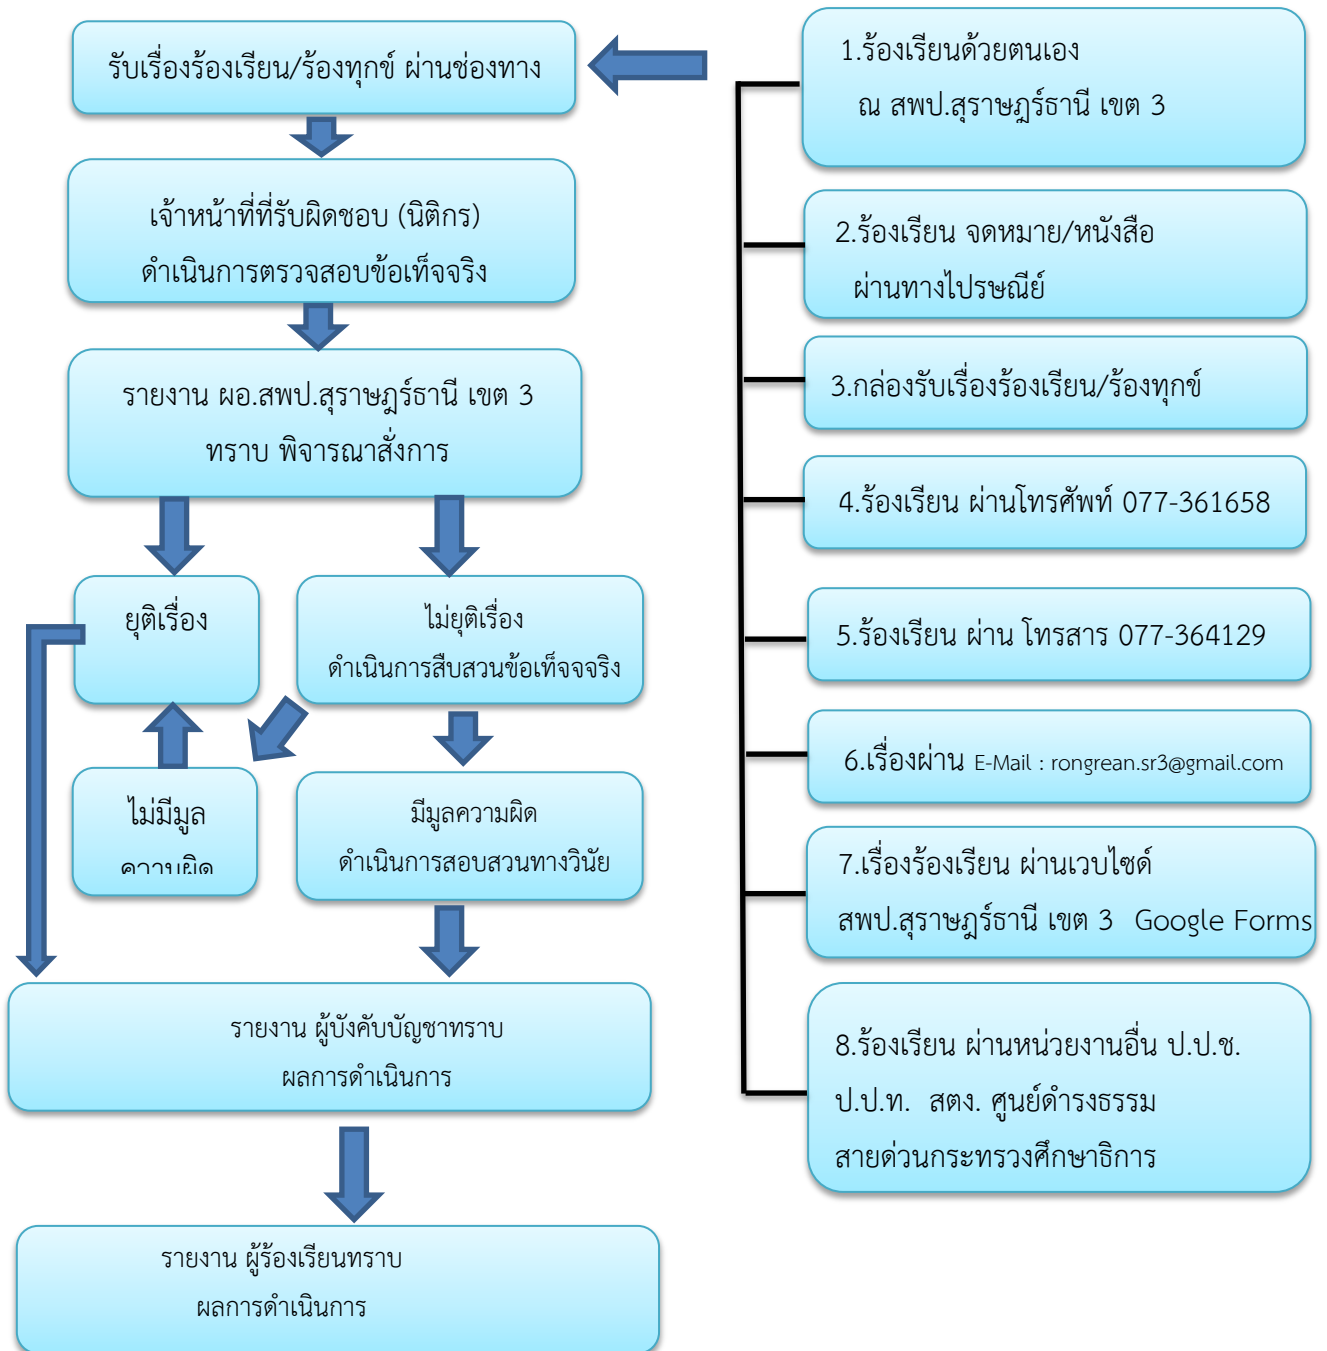 รับเรื่องร้องเรียน/ร้องทุกข์ ผ่านช่องทาง
เจ้าหน้าที่ที่รับผิดชอบ (นิติกร)
ดำเนินการตรวจสอบข้อเท็จจริง
รายงาน ผอ.สพป.สุราษฎร์ธานี เขต 3
ทราบ พิจารณาสั่งการ
ยุติเรื่อง
ไม่ยุติเรื่อง
ดำเนินการสืบสวนข้อเท็จจจริง
ไม่มีมูล
ความผิด
มีมูลความผิด
ดำเนินการสอบสวนทางวินัย
รายงาน ผู้บังคับบัญชาทราบ
ผลการดำเนินการ
รายงาน ผู้ร้องเรียนทราบ
ผลการดำเนินการ
1.ร้องเรียนด้วยตนเอง
ณ สพป.สุราษฎร์ธานี เขต 3
2.ร้องเรียน จดหมาย/หนังสือ
ผ่านทางไปรษณีย์
3.กล่องรับเรื่องร้องเรียน/ร้องทุกข์
4.ร้องเรียน ผ่านโทรศัพท์ 077-361658
5.ร้องเรียน ผ่าน โทรสาร 077-364129
6.เรื่องผ่าน E-Mail : rongrean.sr3@gmail.com
7.เรื่องร้องเรียน ผ่านเวบไซด์
สพป.สุราษฎร์ธานี เขต 3 Google Forms
8.ร้องเรียน ผ่านหน่วยงานอื่น ป.ป.ช.
ป.ป.ท. สตง. ศูนย์ดำรงธรรม
สายด่วนกระทรวงศึกษาธิการ